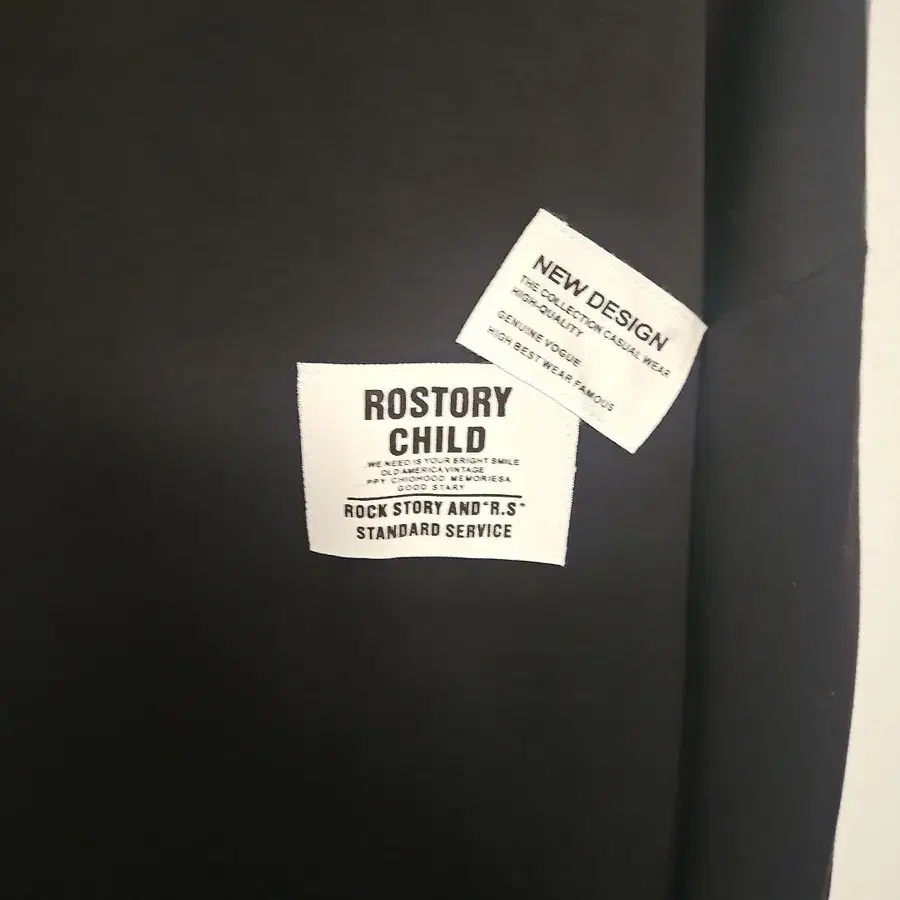 NEW DESIGN
THE COLLECTION CASUAL WEAR
HIGH-QUALITY
GENUINE VOGUE
HIGH BEST WEAR FAMOUS
ROSTORY
CHILD
.WE NEED IS YOUR BRIGHT SMILE
OLD AMERICA VINTAGE
PPY CHIOHOOD MEMORIESA
GOOD STARY
ROCK STORY AND "R.S"
STANDARD SERVICE